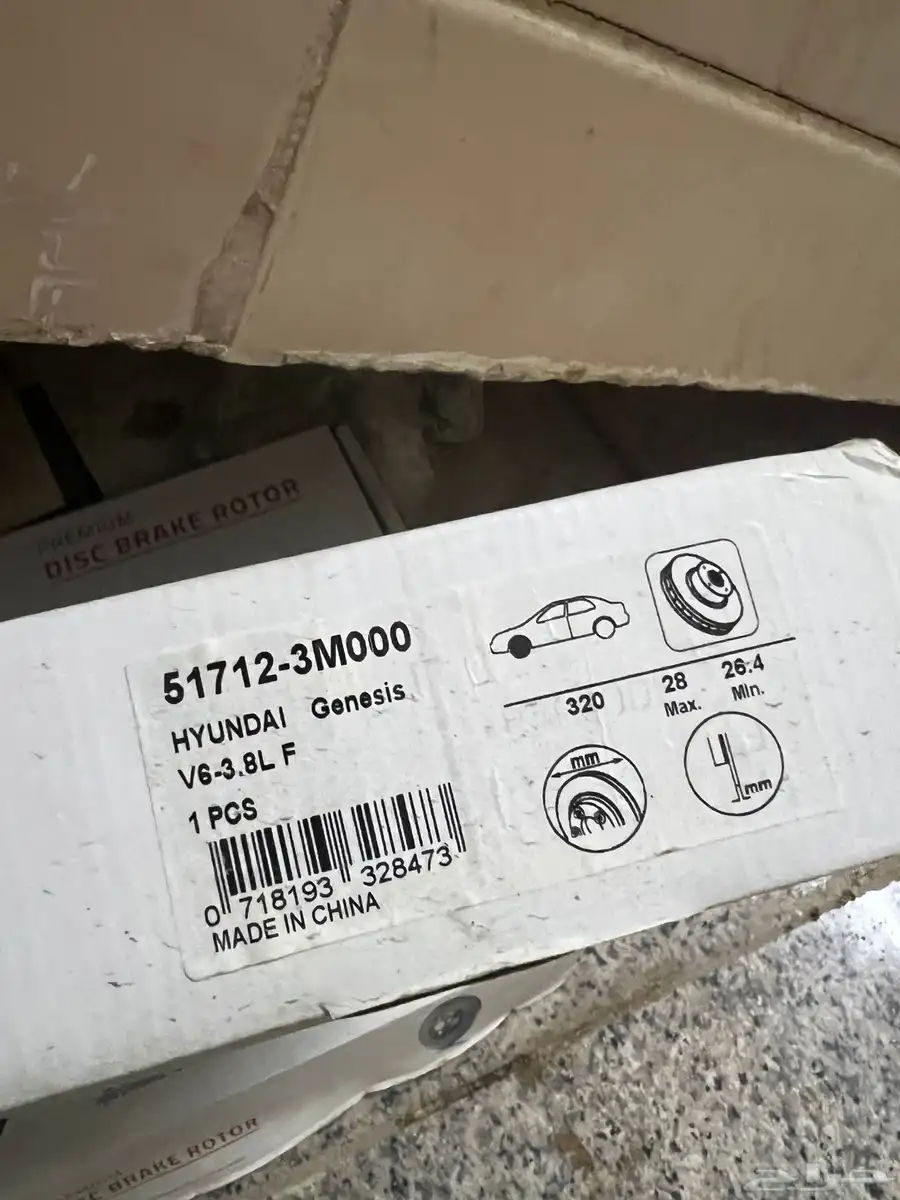 PREMIUM
DISC BRAKE ROTOR
51712-3M000
HYUNDAI Genesis
V6-3.8L F
1 PCS
0 718193 328473
MADE IN CHINA
320
28
Max.
26.4
Min.
mm
mm
DISC BRAKE ROTOR
حراج